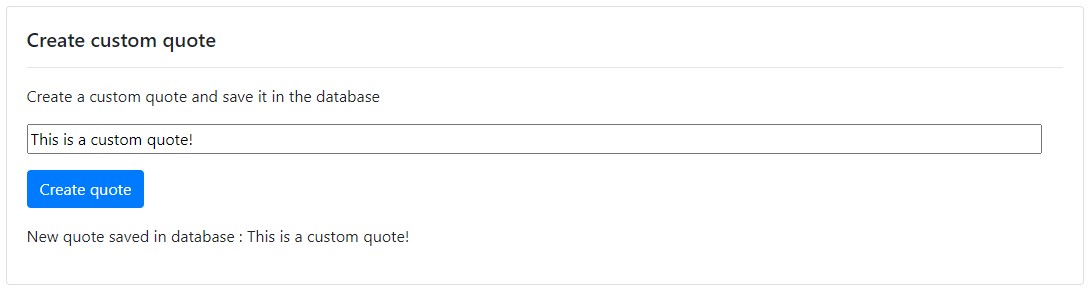 Create custom quote
Create a custom quote and save it in the database
This is a custom quote!
Create quote
New quote saved in database : This is a custom quote!